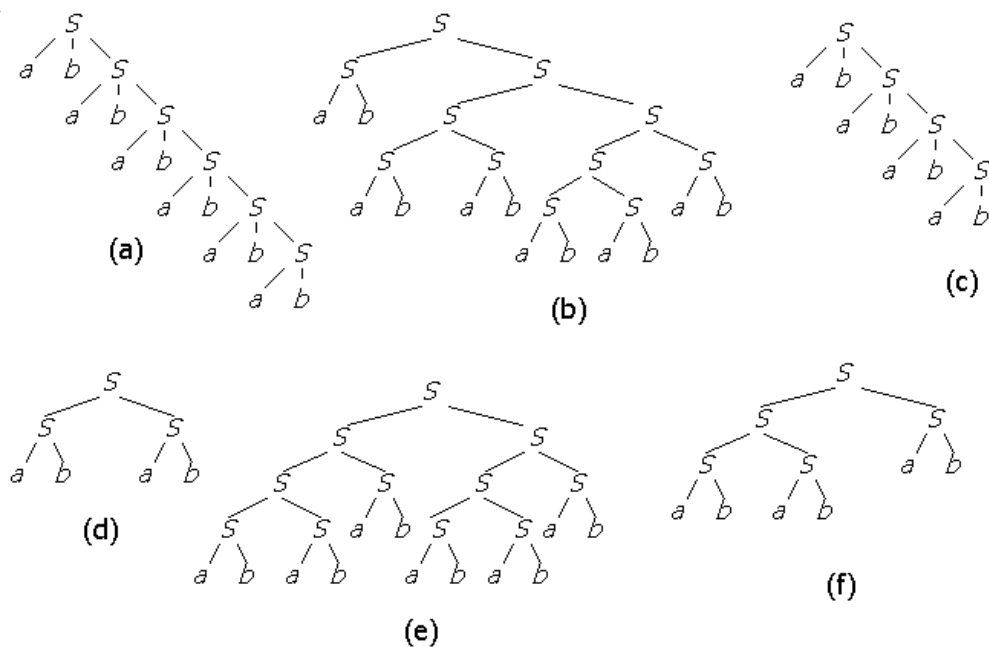 S
a b S
a b S
a b S
a b S
a b S
a b
(a)
S
S S
a b S S
S S S S
a b a b S S a b
a b a b
(b)
S
a b S
a b S
a b S
a b
(c)
S
S S
a b a b
(d)
S
S S
S S S S
S S a b S S a b
a b a b a b a b
(e)
S
S S
S S a b
a b a b
(f)